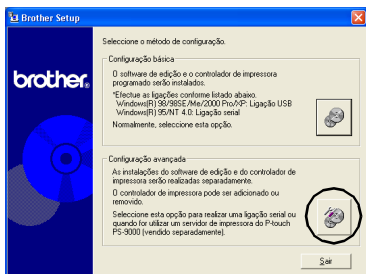 Brother Setup
Seleccione o método de configuração.
brother.
Configuração básica
O software de edição e o controlador de impressora
programado serão instalados.
*Efectue as ligações conforme listado abaixo.
Windows(R) 98/98SE/Me/2000 Pro/XP: Ligação USB
Windows(R) 95/NT 4.0: Ligação serial
Normalmente, seleccione esta opção.
Configuração avançada
As instalações do software de edição e do controlador de
impressora serão realizadas separadamente.
O controlador de impressora pode ser adicionado ou
removido.
Seleccione esta opção para realizar uma ligação serial ou
quando for utilizar um servidor de impressora do P-touch
PS-9000 (vendido separadamente).
Sair